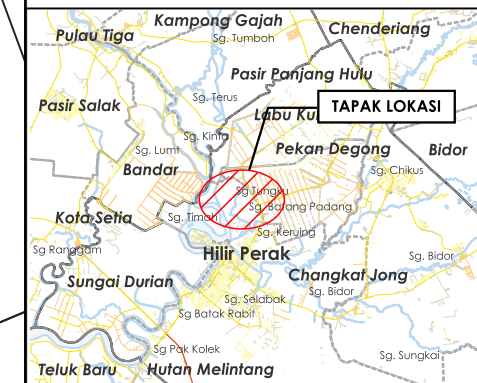 Kampong Gajah
Chenderiang
Pulau Tiga
Sg. Tumboh
Pasir Panjang Hulu
Sg. Terus
Pasir Salak
TAPAK LOKASI
Labu
Sg. Kinta
Sg. Lumt
Pekan Degong
Bidor
Bandar
Sg. Chikus
Sg Tungku
Sg. Batang Padang
Kota Setia
Sg. Timah
Sg. Keruing
Sg Ranggam
Hilir Perak
Sg. Bidor
Sungai Durian
Changkat Jong
Sg. Bidor
Sg. Selabak
Sg Batak Rabit
Sg Pak Kolek
Sg. Sungkai
Teluk Baru
Hutan Melintang